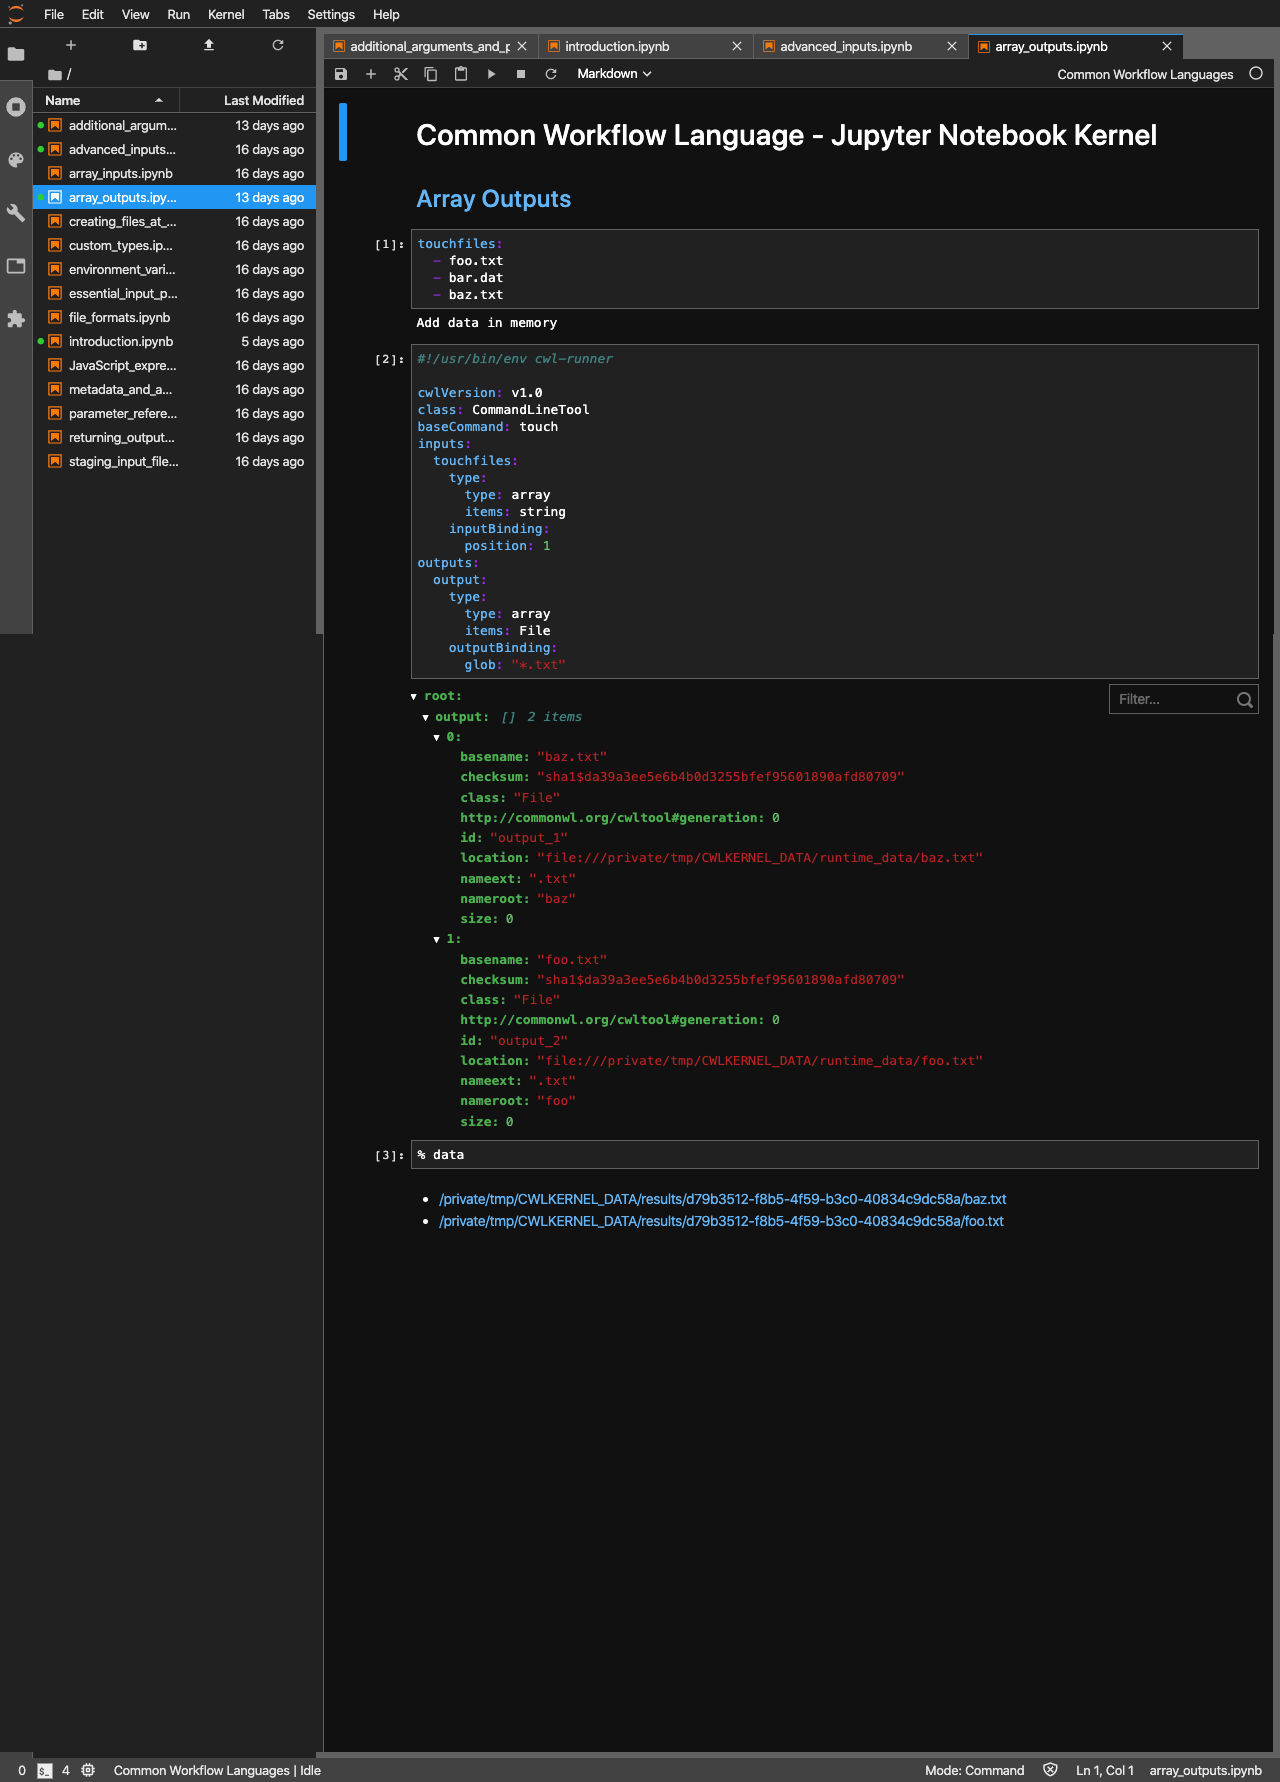 File Edit View Run Kernel Tabs Settings Help
additional_arguments_and_p
introduction.ipynb
advanced_inputs.ipynb
array_outputs.ipynb
/
Markdown
Common Workflow Languages
Name Last Modified
additional_argum... 13 days ago
advanced_inputs... 16 days ago
array_inputs.ipynb 16 days ago
array_outputs.ipy... 13 days ago
creating_files_at_... 16 days ago
custom_types.ip... 16 days ago
environment_vari... 16 days ago
essential_input_p... 16 days ago
file_formats.ipynb 16 days ago
introduction.ipynb 5 days ago
JavaScript_expre... 16 days ago
metadata_and_a... 16 days ago
parameter_refere... 16 days ago
returning_output... 16 days ago
staging_input_file... 16 days ago
Common Workflow Language - Jupyter Notebook Kernel
Array Outputs
[1]: touchfiles:
- foo.txt
- bar.dat
- baz.txt
Add data in memory
[2]: #!/usr/bin/env cwl-runner
cwlVersion: v1.0
class: CommandLineTool
baseCommand: touch
inputs:
touchfiles:
type:
type: array
items: string
inputBinding:
position: 1
outputs:
output:
type:
type: array
items: File
outputBinding:
glob: "*.txt"
root:
Filter...
output: [] 2 items
0:
basename: "baz.txt"
checksum: "sha1$da39a3ee5e6b4b0d3255bfef95601890afd80709"
class: "File"
http://commonwl.org/cwltool#generation: 0
id: "output_1"
location: "file:///private/tmp/CWLKERNEL_DATA/runtime_data/baz.txt"
nameext: ".txt"
nameroot: "baz"
size: 0
1:
basename: "foo.txt"
checksum: "sha1$da39a3ee5e6b4b0d3255bfef95601890afd80709"
class: "File"
http://commonwl.org/cwltool#generation: 0
id: "output_2"
location: "file:///private/tmp/CWLKERNEL_DATA/runtime_data/foo.txt"
nameext: ".txt"
nameroot: "foo"
size: 0
[3]: % data
• /private/tmp/CWLKERNEL_DATA/results/d79b3512-f8b5-4f59-b3c0-40834c9dc58a/baz.txt
• /private/tmp/CWLKERNEL_DATA/results/d79b3512-f8b5-4f59-b3c0-40834c9dc58a/foo.txt
0 $_ 4 Common Workflow Languages | Idle Mode: Command Ln 1, Col 1 array_outputs.ipynb